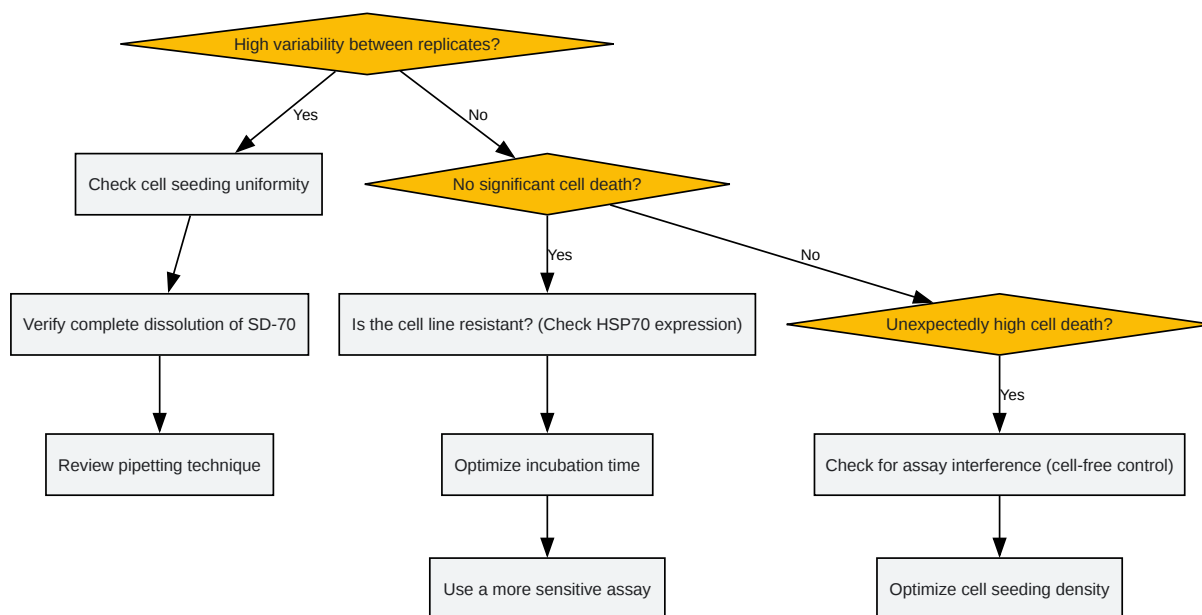 High variability between replicates?
Yes
No
Check cell seeding uniformity
No significant cell death?
Yes
No
Verify complete dissolution of SD-70
Is the cell line resistant? (Check HSP70 expression)
Unexpectedly high cell death?
Yes
Review pipetting technique
Optimize incubation time
Check for assay interference (cell-free control)
Use a more sensitive assay
Optimize cell seeding density